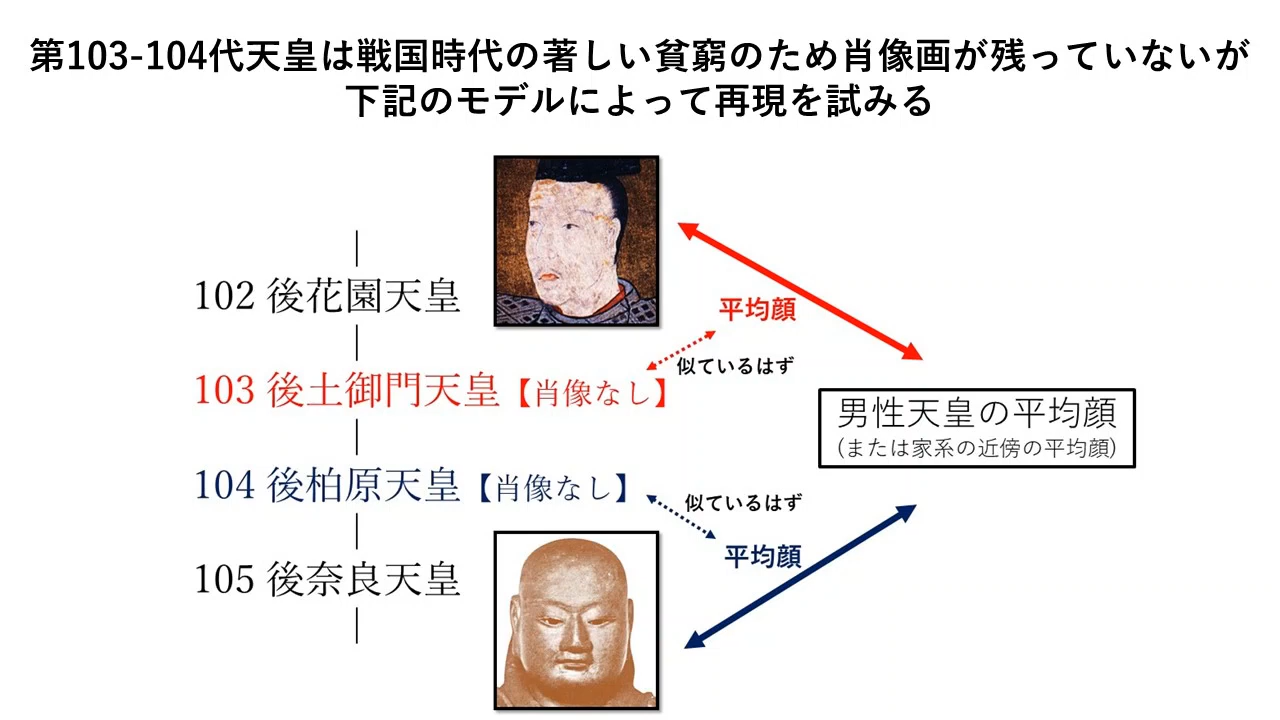 第103-104代天皇は戦国時代の著しい貧窮のため肖像画が残っていないが
下記のモデルによって再現を試みる
102 後花園天皇
平均顔
似ているはず
103 後土御門天皇【肖像なし】
男性天皇の平均顔
(または家系の近傍の平均顔)
104 後柏原天皇【肖像なし】
似ているはず
平均顔
105 後奈良天皇